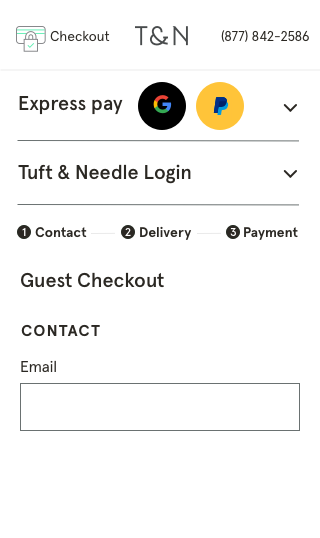 Checkout
T&N
(877) 842-2586
Express pay
Tuft & Needle Login
1 Contact
2 Delivery
3 Payment
Guest Checkout
CONTACT
Email